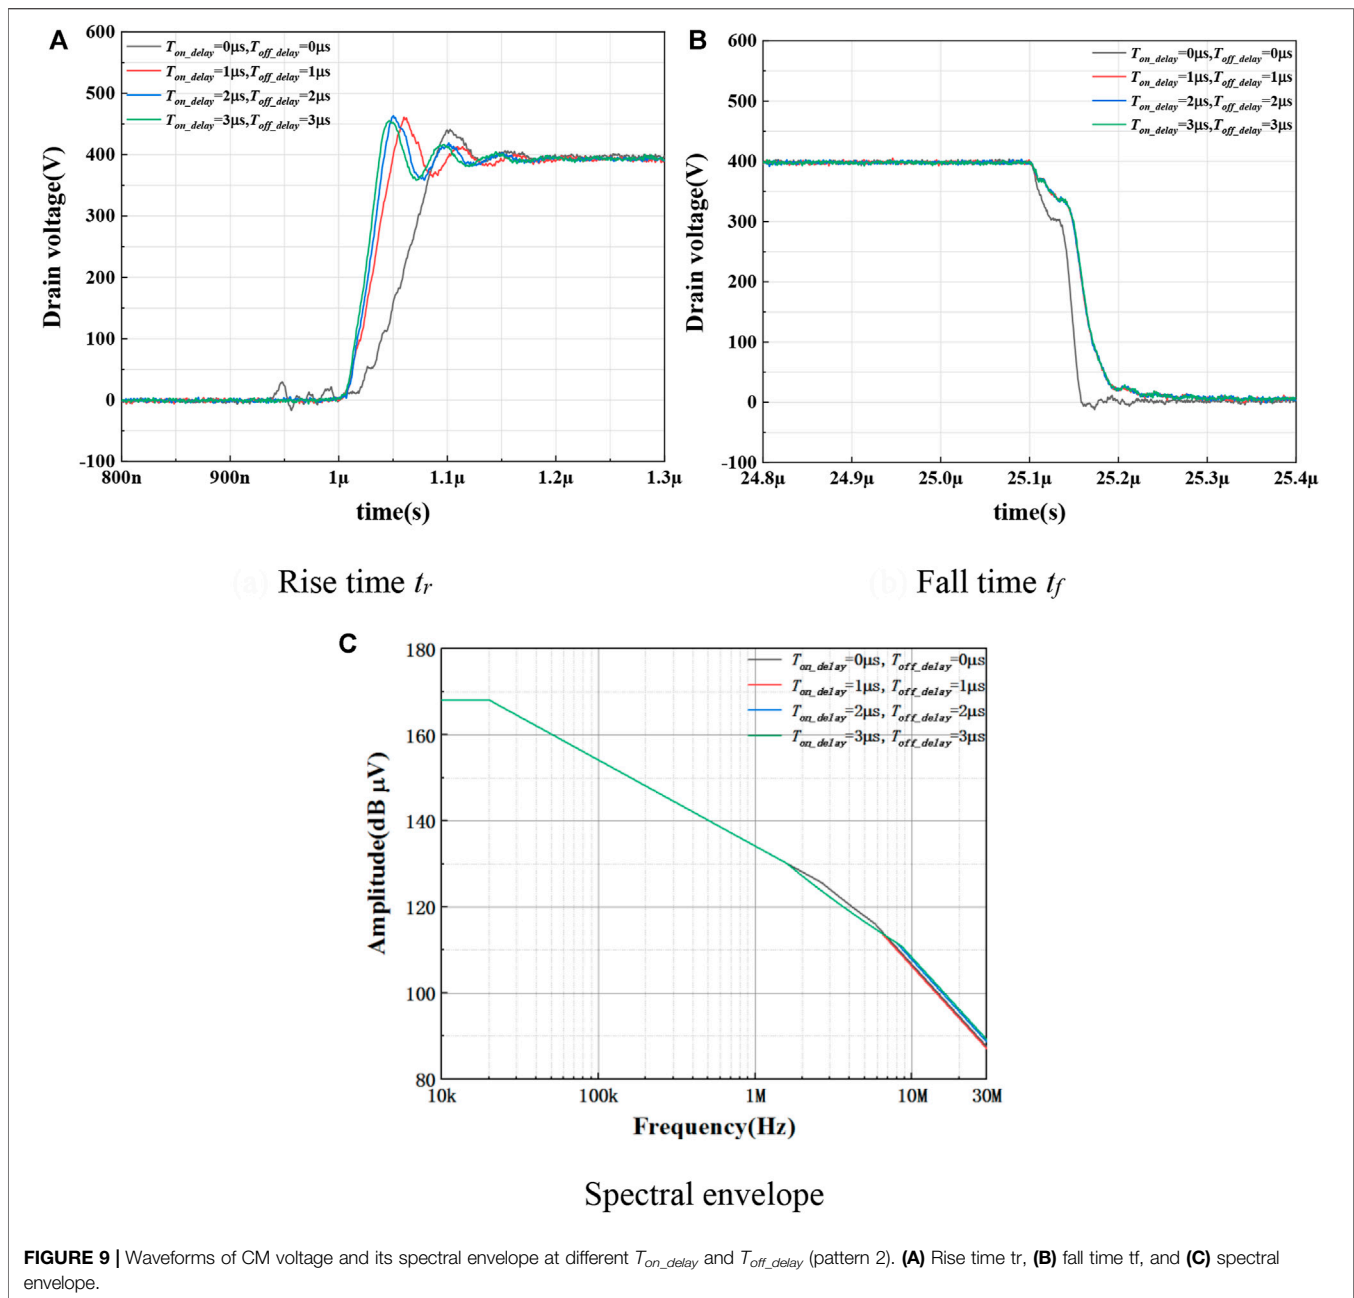 A
T_on_delay=0μs,T_off_delay=0μs
T_on_delay=1μs,T_off_delay=1μs
T_on_delay=2μs,T_off_delay=2μs
T_on_delay=3μs,T_off_delay=3μs
600
500
400
300
200
100
0
-100
Drain voltage(V)
800n 900n 1μ 1.1μ 1.2μ 1.3μ
time(s)
(a) Rise time t_r
B
T_on_delay=0μs,T_off_delay=0μs
T_on_delay=1μs,T_off_delay=1μs
T_on_delay=2μs,T_off_delay=2μs
T_on_delay=3μs,T_off_delay=3μs
600
500
400
300
200
100
0
-100
Drain voltage(V)
24.8μ 24.9μ 25.0μ 25.1μ 25.2μ 25.3μ 25.4μ
time(s)
(b) Fall time t_f
C
T_on_delay=0μs, T_off_delay=0μs
T_on_delay=1μs, T_off_delay=1μs
T_on_delay=2μs, T_off_delay=2μs
T_on_delay=3μs, T_off_delay=3μs
180
160
140
120
100
80
Amplitude(dB μV)
10k 100k 1M 10M 30M
Frequency(Hz)
Spectral envelope
FIGURE 9 | Waveforms of CM voltage and its spectral envelope at different T_on_delay and T_off_delay (pattern 2). (A) Rise time tr, (B) fall time tf, and (C) spectral
envelope.